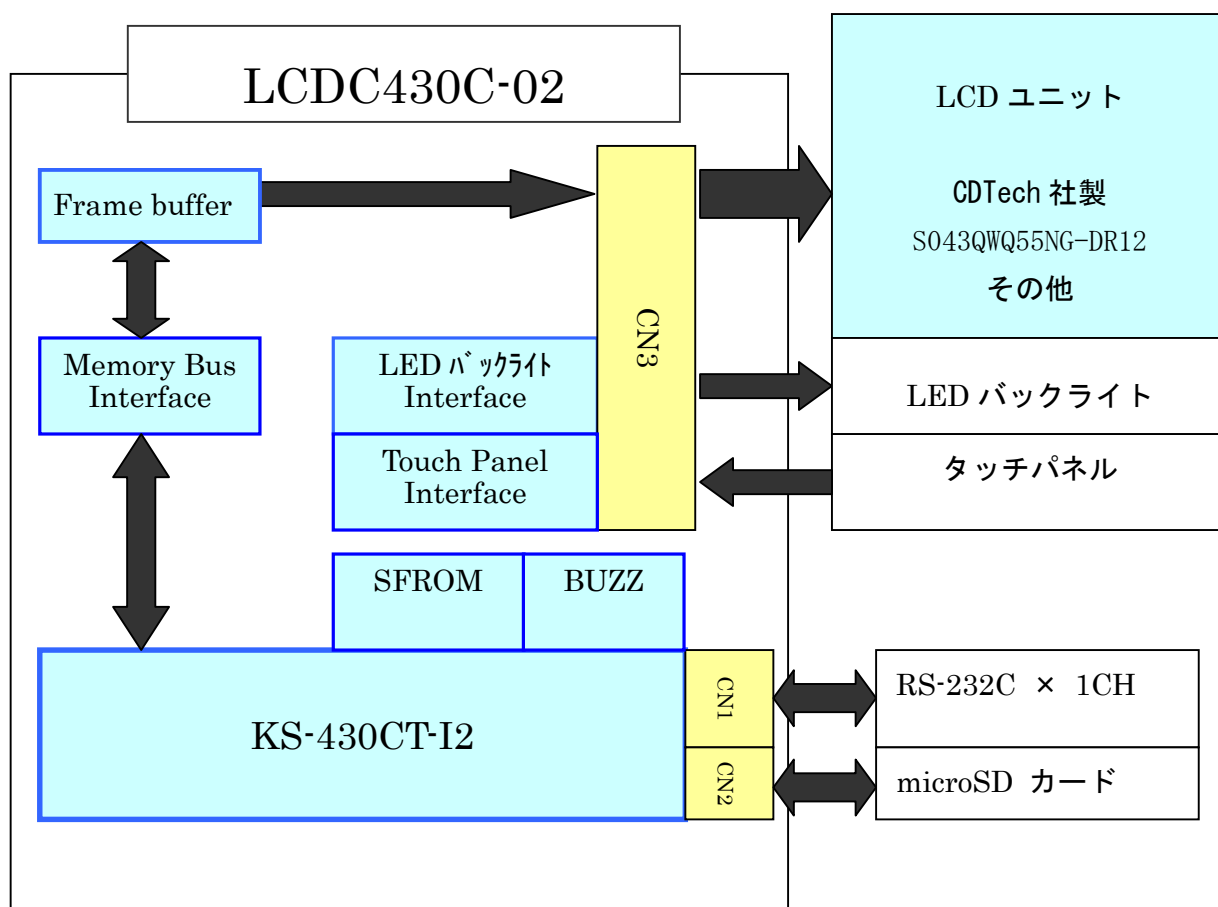 LCDC430C-02
LCD ユニット
CDTech 社製
S043QWQ55NG-DR12
その他
Frame buffer
CN3
Memory Bus
Interface
LED ﾊﾞｯｸﾗｲﾄ
Interface
LED バックライト
Touch Panel
Interface
タッチパネル
SFROM
BUZZ
KS-430CT-I2
CN1
RS-232C × 1CH
CN2
microSD カード